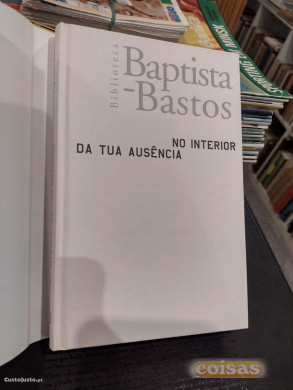 Biblioteca
Baptista
-Bastos
NO INTERIOR
DA TUA AUSÊNCIA
CustoJusto.pt
coisas